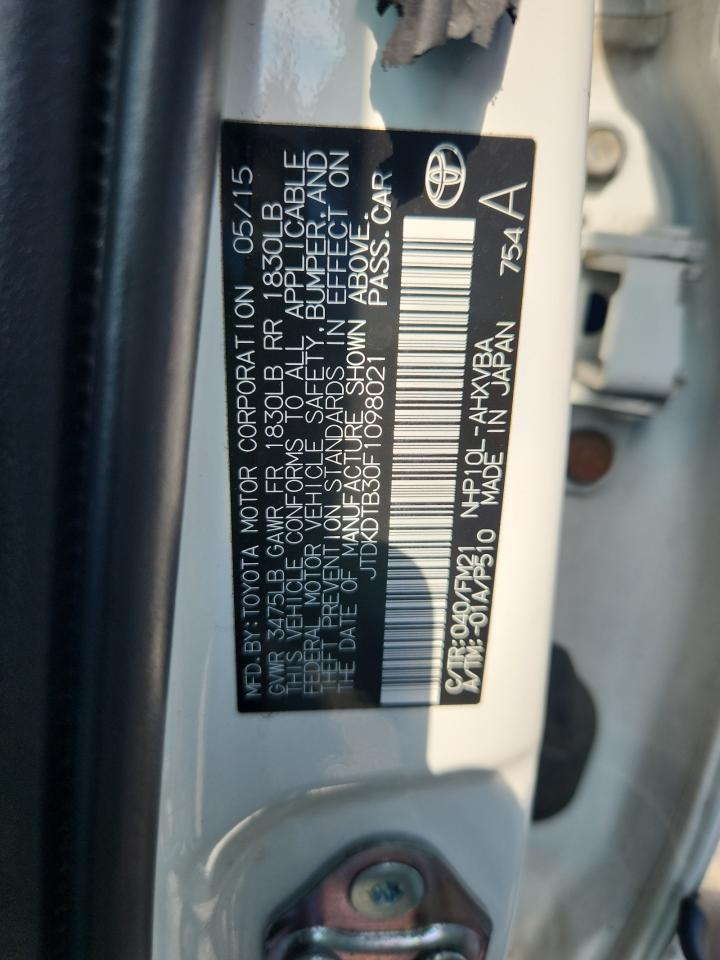 MFD.BY:TOYOTA MOTOR CORPORATION 05/15
GVWR 3475LB GAWR FR 1830LB RR 1830LB
THIS VEHICLE CONFORMS TO ALL APPLICABLE
FEDERAL MOTOR VEHICLE SAFETY,BUMPER,AND
THEFT PREVENTION STANDARDS IN EFFECT ON
THE DATE OF MANUFACTURE SHOWN ABOVE.
JTDKDTB30F1098021 PASS.CAR
C/TR:040/FM21 NHP10L-AHXVBA
A/TM:-01A/P510 MADE IN JAPAN
754A